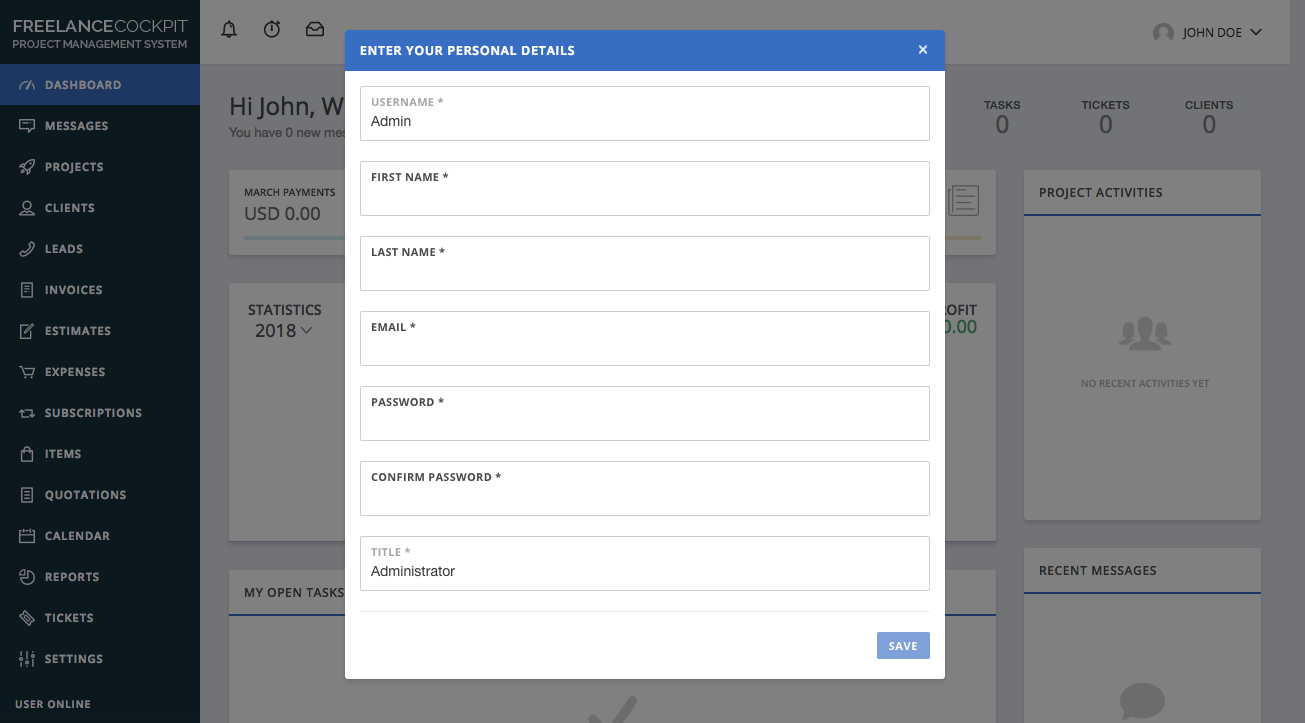 FREELANCECOCKPIT
PROJECT MANAGEMENT SYSTEM
DASHBOARD
MESSAGES
PROJECTS
CLIENTS
LEADS
INVOICES
ESTIMATES
EXPENSES
SUBSCRIPTIONS
ITEMS
QUOTATIONS
CALENDAR
REPORTS
TICKETS
SETTINGS
USER ONLINE
JOHN DOE
Hi John, W
You have 0 new mes
TASKS
0
TICKETS
0
CLIENTS
0
MARCH PAYMENTS
USD 0.00
STATISTICS
2018
OFIT
0.00
MY OPEN TASKS
ENTER YOUR PERSONAL DETAILS
×
USERNAME *
Admin
FIRST NAME *
LAST NAME *
EMAIL *
PASSWORD *
CONFIRM PASSWORD *
TITLE *
Administrator
SAVE
PROJECT ACTIVITIES
NO RECENT ACTIVITIES YET
RECENT MESSAGES